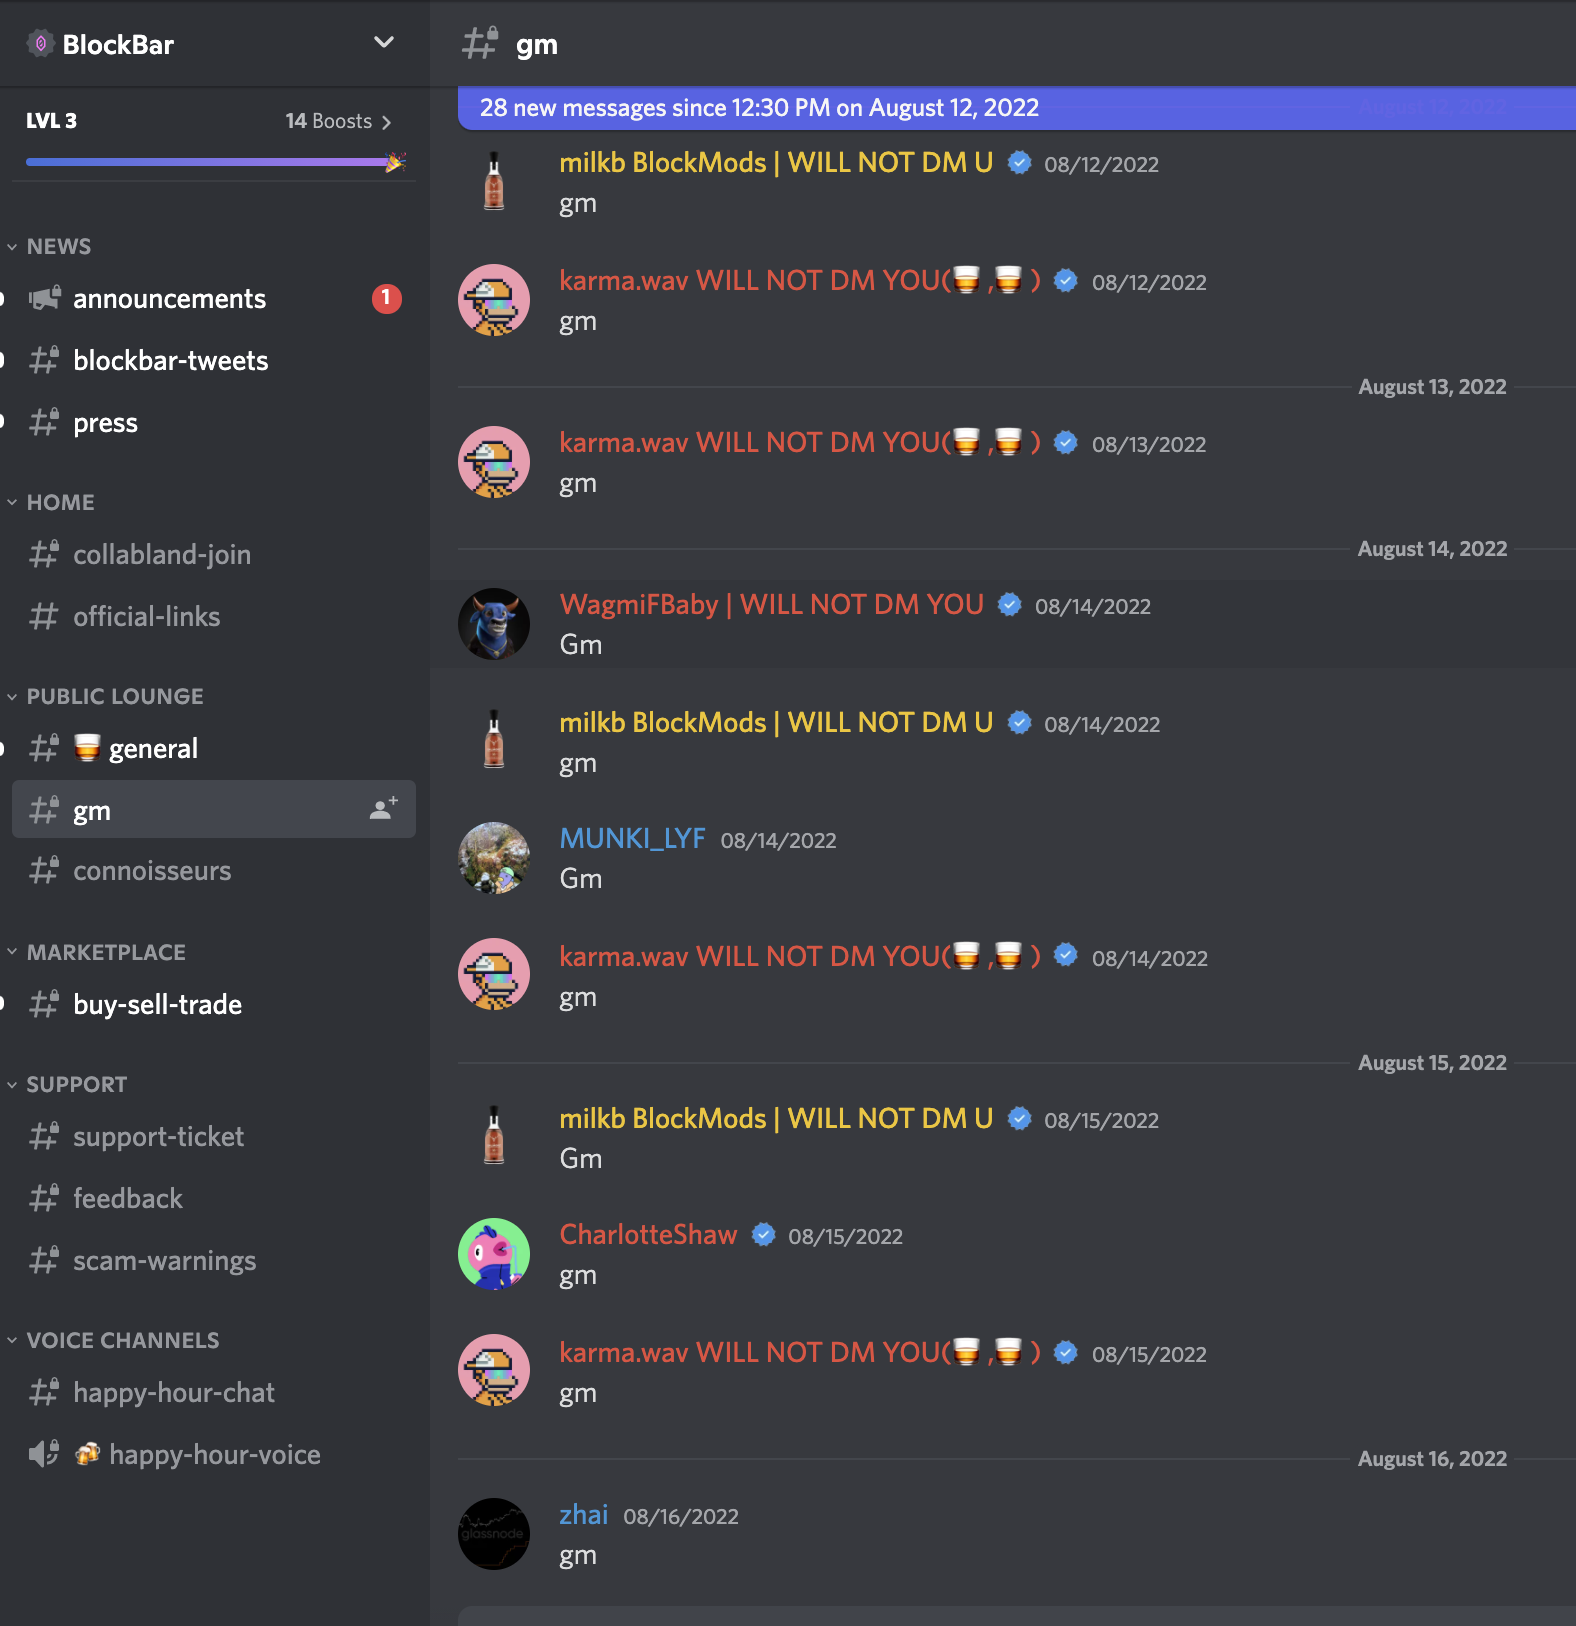 BlockBar
LVL 3
14 Boosts
NEWS
announcements
1
blockbar-tweets
press
HOME
collabland-join
official-links
PUBLIC LOUNGE
🥃 general
gm
connoisseurs
MARKETPLACE
buy-sell-trade
SUPPORT
support-ticket
feedback
scam-warnings
VOICE CHANNELS
happy-hour-chat
🍻 happy-hour-voice
gm
28 new messages since 12:30 PM on August 12, 2022
August 12, 2022
milkb BlockMods | WILL NOT DM U 08/12/2022
gm
karma.wav WILL NOT DM YOU(🥃,🥃 ) 08/12/2022
gm
August 13, 2022
karma.wav WILL NOT DM YOU(🥃,🥃 ) 08/13/2022
gm
August 14, 2022
WagmiFBaby | WILL NOT DM YOU 08/14/2022
Gm
milkb BlockMods | WILL NOT DM U 08/14/2022
gm
MUNKI_LYF 08/14/2022
Gm
karma.wav WILL NOT DM YOU(🥃,🥃 ) 08/14/2022
gm
August 15, 2022
milkb BlockMods | WILL NOT DM U 08/15/2022
Gm
CharlotteShaw 08/15/2022
gm
karma.wav WILL NOT DM YOU(🥃,🥃 ) 08/15/2022
gm
August 16, 2022
glassnode
zhai 08/16/2022
gm